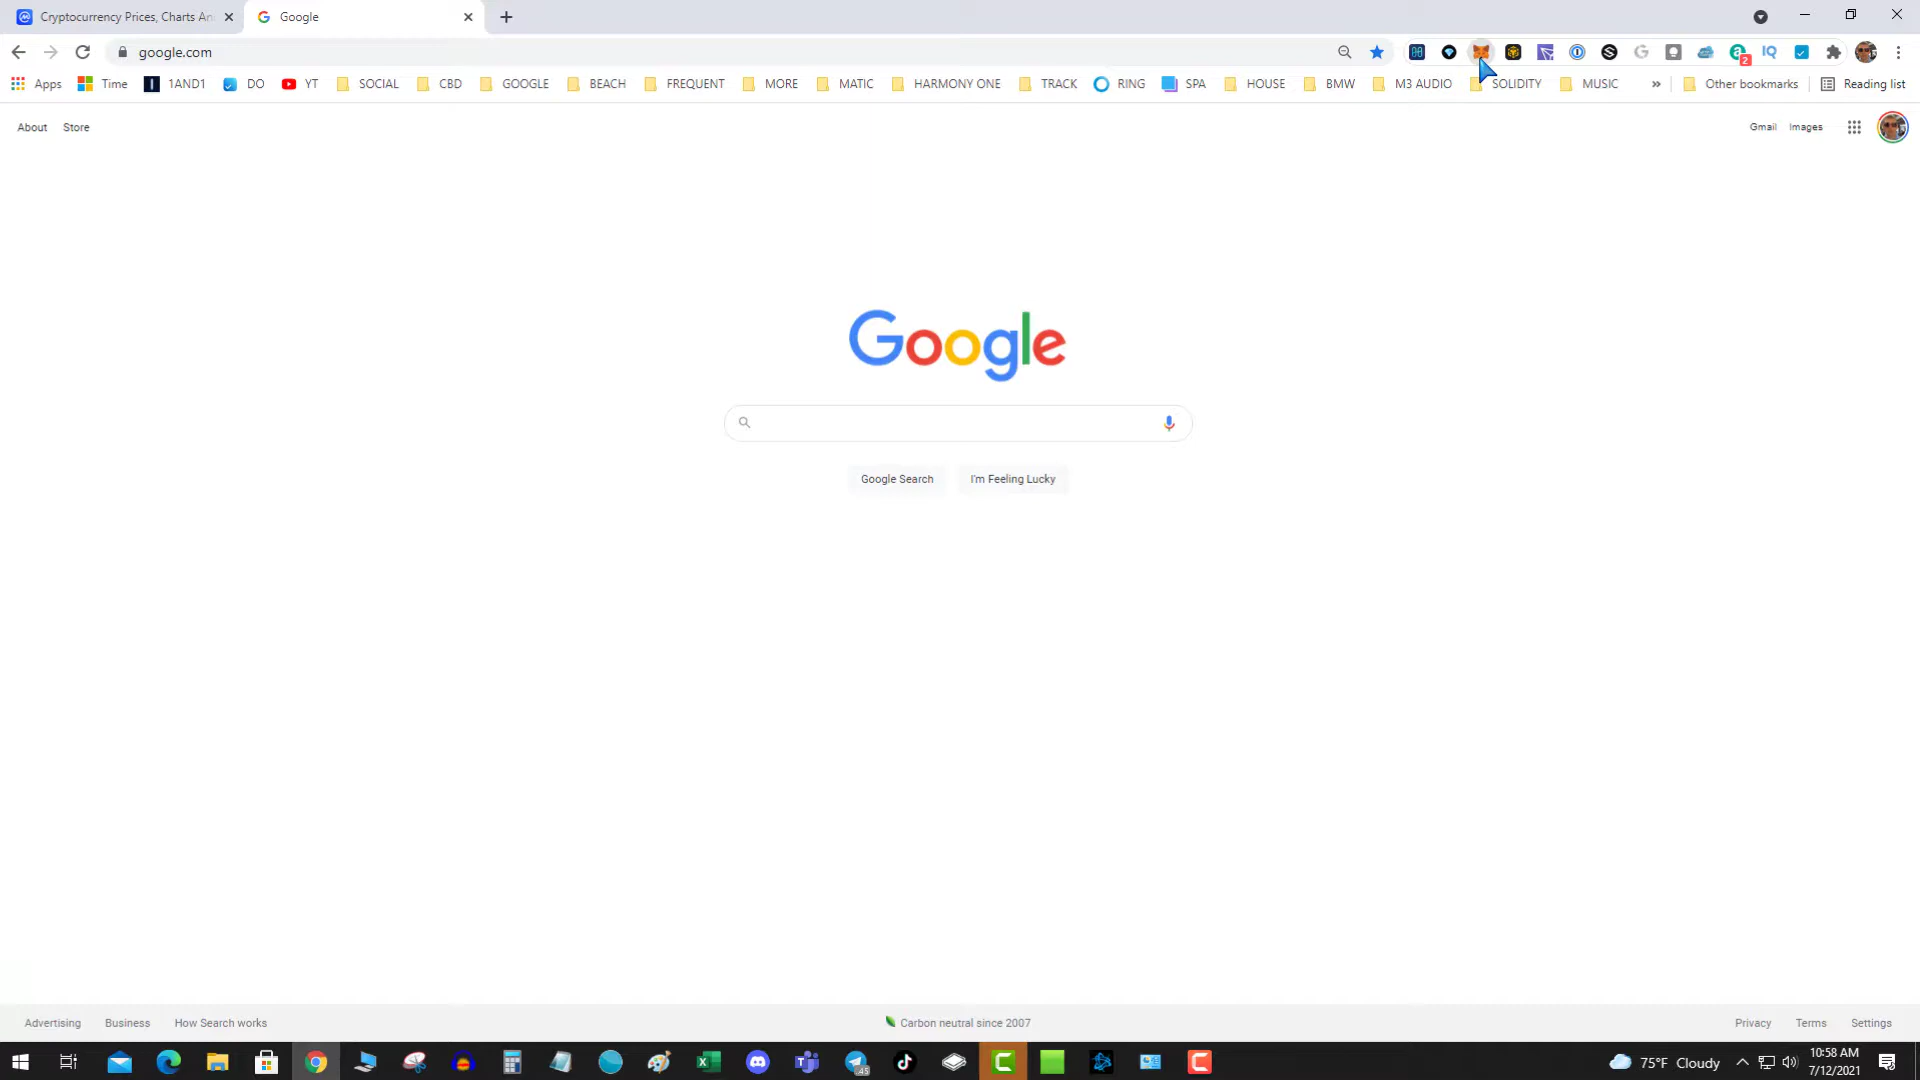 Cryptocurrency Prices, Charts An
Google
google.com
Apps
Time
1AND1
DO
YT
SOCIAL
CBD
GOOGLE
BEACH
FREQUENT
MORE
MATIC
HARMONY ONE
TRACK
RING
SPA
HOUSE
BMW
M3 AUDIO
SOLIDITY
MUSIC
»
Other bookmarks
Reading list
2
IQ
About Store
Gmail Images
Google
Google Search
I'm Feeling Lucky
Advertising Business How Search works
Carbon neutral since 2007
Privacy Terms Settings
45
75°F Cloudy
10:58 AM
7/12/2021